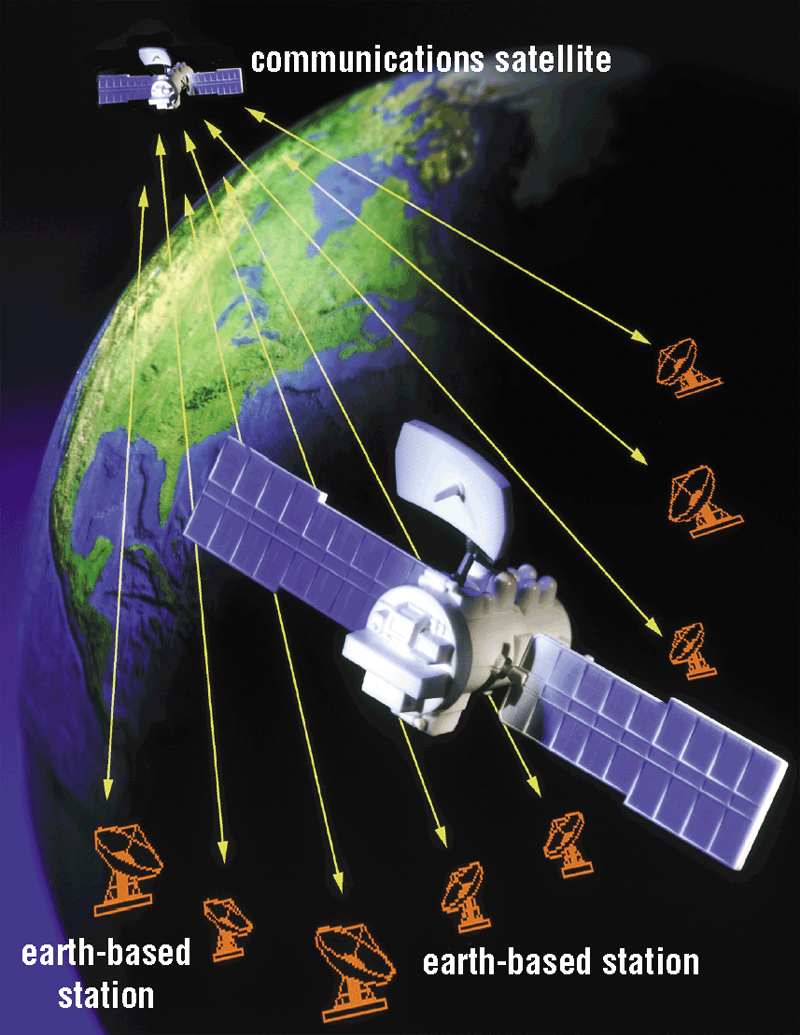 communications satellite
earth-based
station
earth-based station